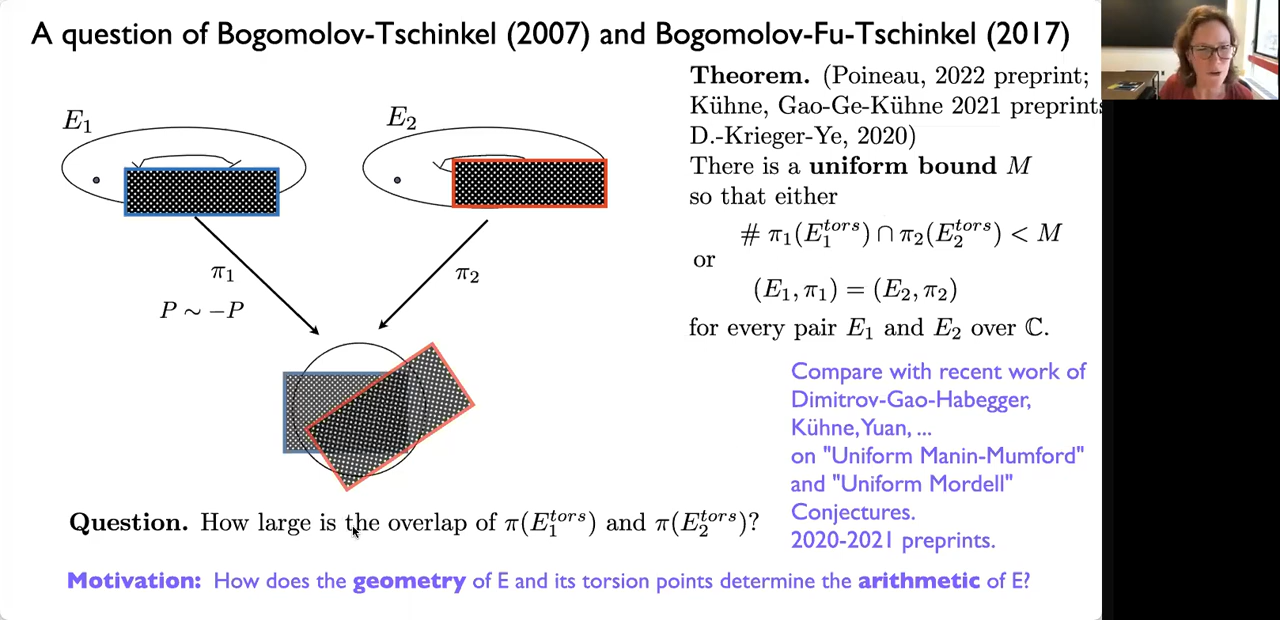 A question of Bogomolov-Tschinkel (2007) and Bogomolov-Fu-Tschinkel (2017)
E₁
E₂
π₁
π₂
P ∼ −P
Theorem. (Poineau, 2022 preprint;
Kühne, Gao-Ge-Kühne 2021 preprints
D.-Krieger-Ye, 2020)
There is a uniform bound M
so that either
# π₁(E₁^{tors}) ∩ π₂(E₂^{tors}) < M
or
(E₁, π₁) = (E₂, π₂)
for every pair E₁ and E₂ over ℂ.
Compare with recent work of
Dimitrov-Gao-Habegger,
Kühne, Yuan, ...
on "Uniform Manin-Mumford"
and "Uniform Mordell"
Conjectures.
2020-2021 preprints.
Question. How large is the overlap of π(E₁^{tors}) and π(E₂^{tors})?
Motivation: How does the geometry of E and its torsion points determine the arithmetic of E?